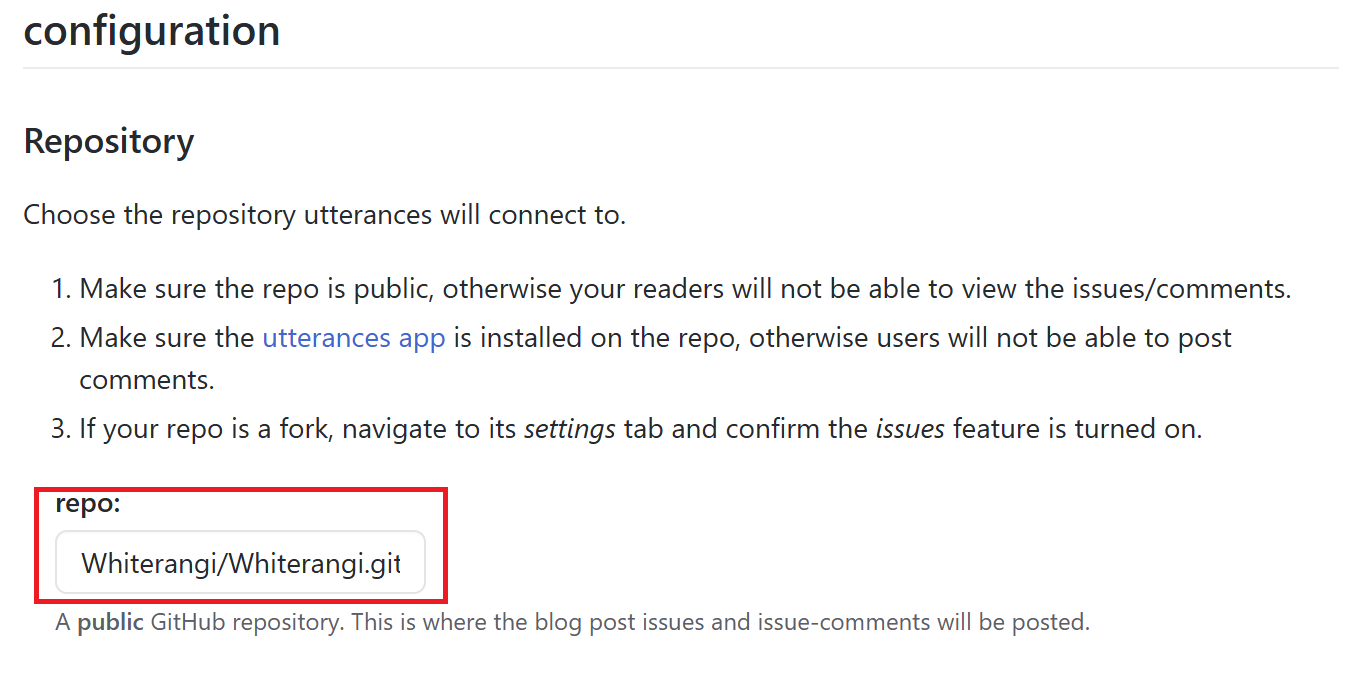 configuration
Repository
Choose the repository utterances will connect to.
1. Make sure the repo is public, otherwise your readers will not be able to view the issues/comments.
2. Make sure the utterances app is installed on the repo, otherwise users will not be able to post
comments.
3. If your repo is a fork, navigate to its settings tab and confirm the issues feature is turned on.
repo:
Whiterangi/Whiterangi.git
A public GitHub repository. This is where the blog post issues and issue-comments will be posted.